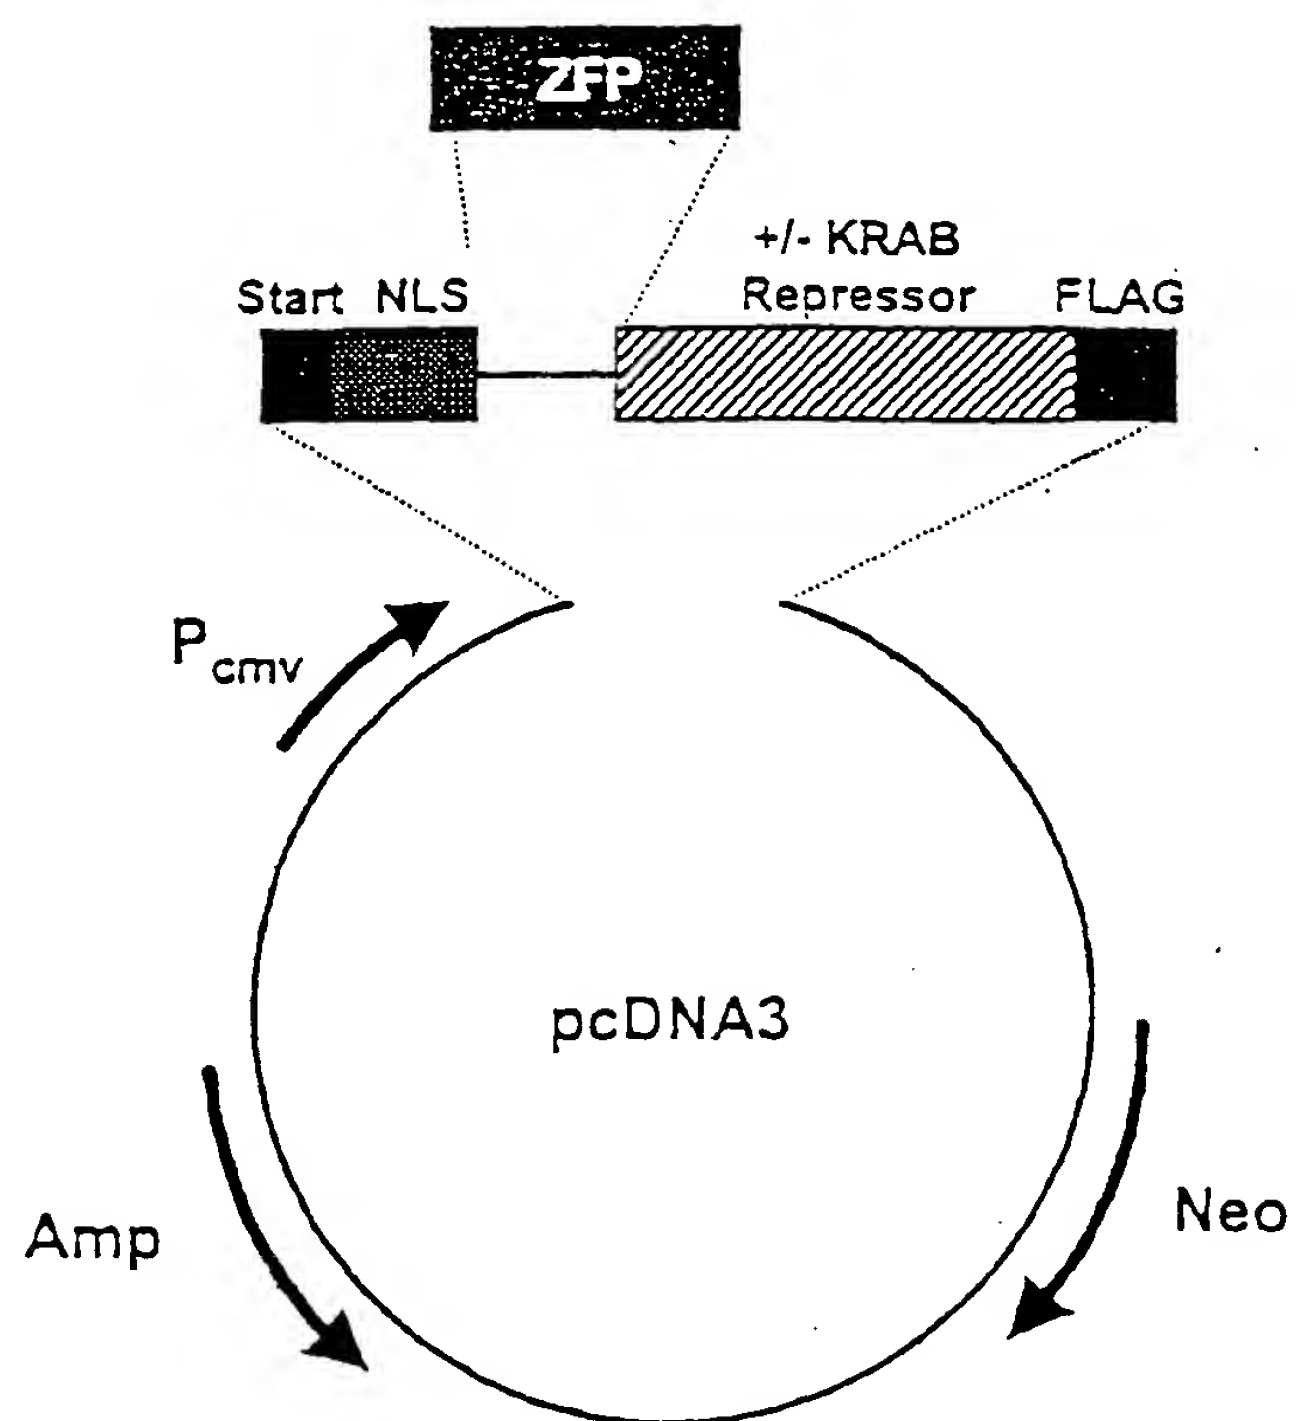 ZFP
+/- KRAB
Repressor
Start NLS
FLAG
Pcmv
pcDNA3
Amp
Neo